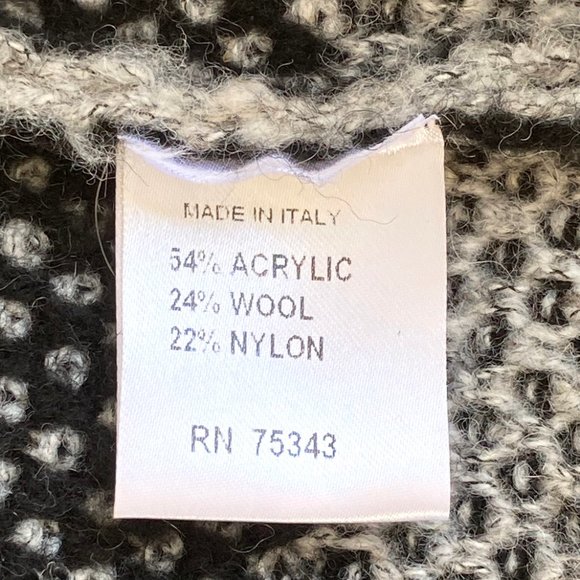 MADE IN ITALY
54% ACRYLIC
24% WOOL
22% NYLON
RN 75343